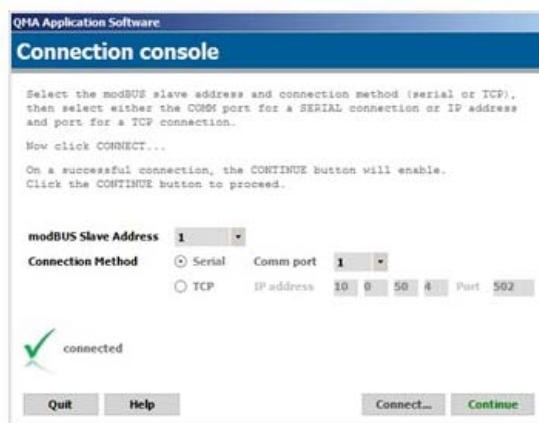 QMA Application Software
Connection console
Select the modBUS slave address and connection method (serial or TCP),
then select either the COMM port for a SERIAL connection or IP address
and port for a TCP connection.
Now click CONNECT...
On a successful connection, the CONTINUE button will enable.
Click the CONTINUE button to proceed.
modBUS Slave Address 1
Connection Method Serial Comm port 1
TCP IP address 10 0 50 4 Port 502
connected
Quit Help Connect... Continue